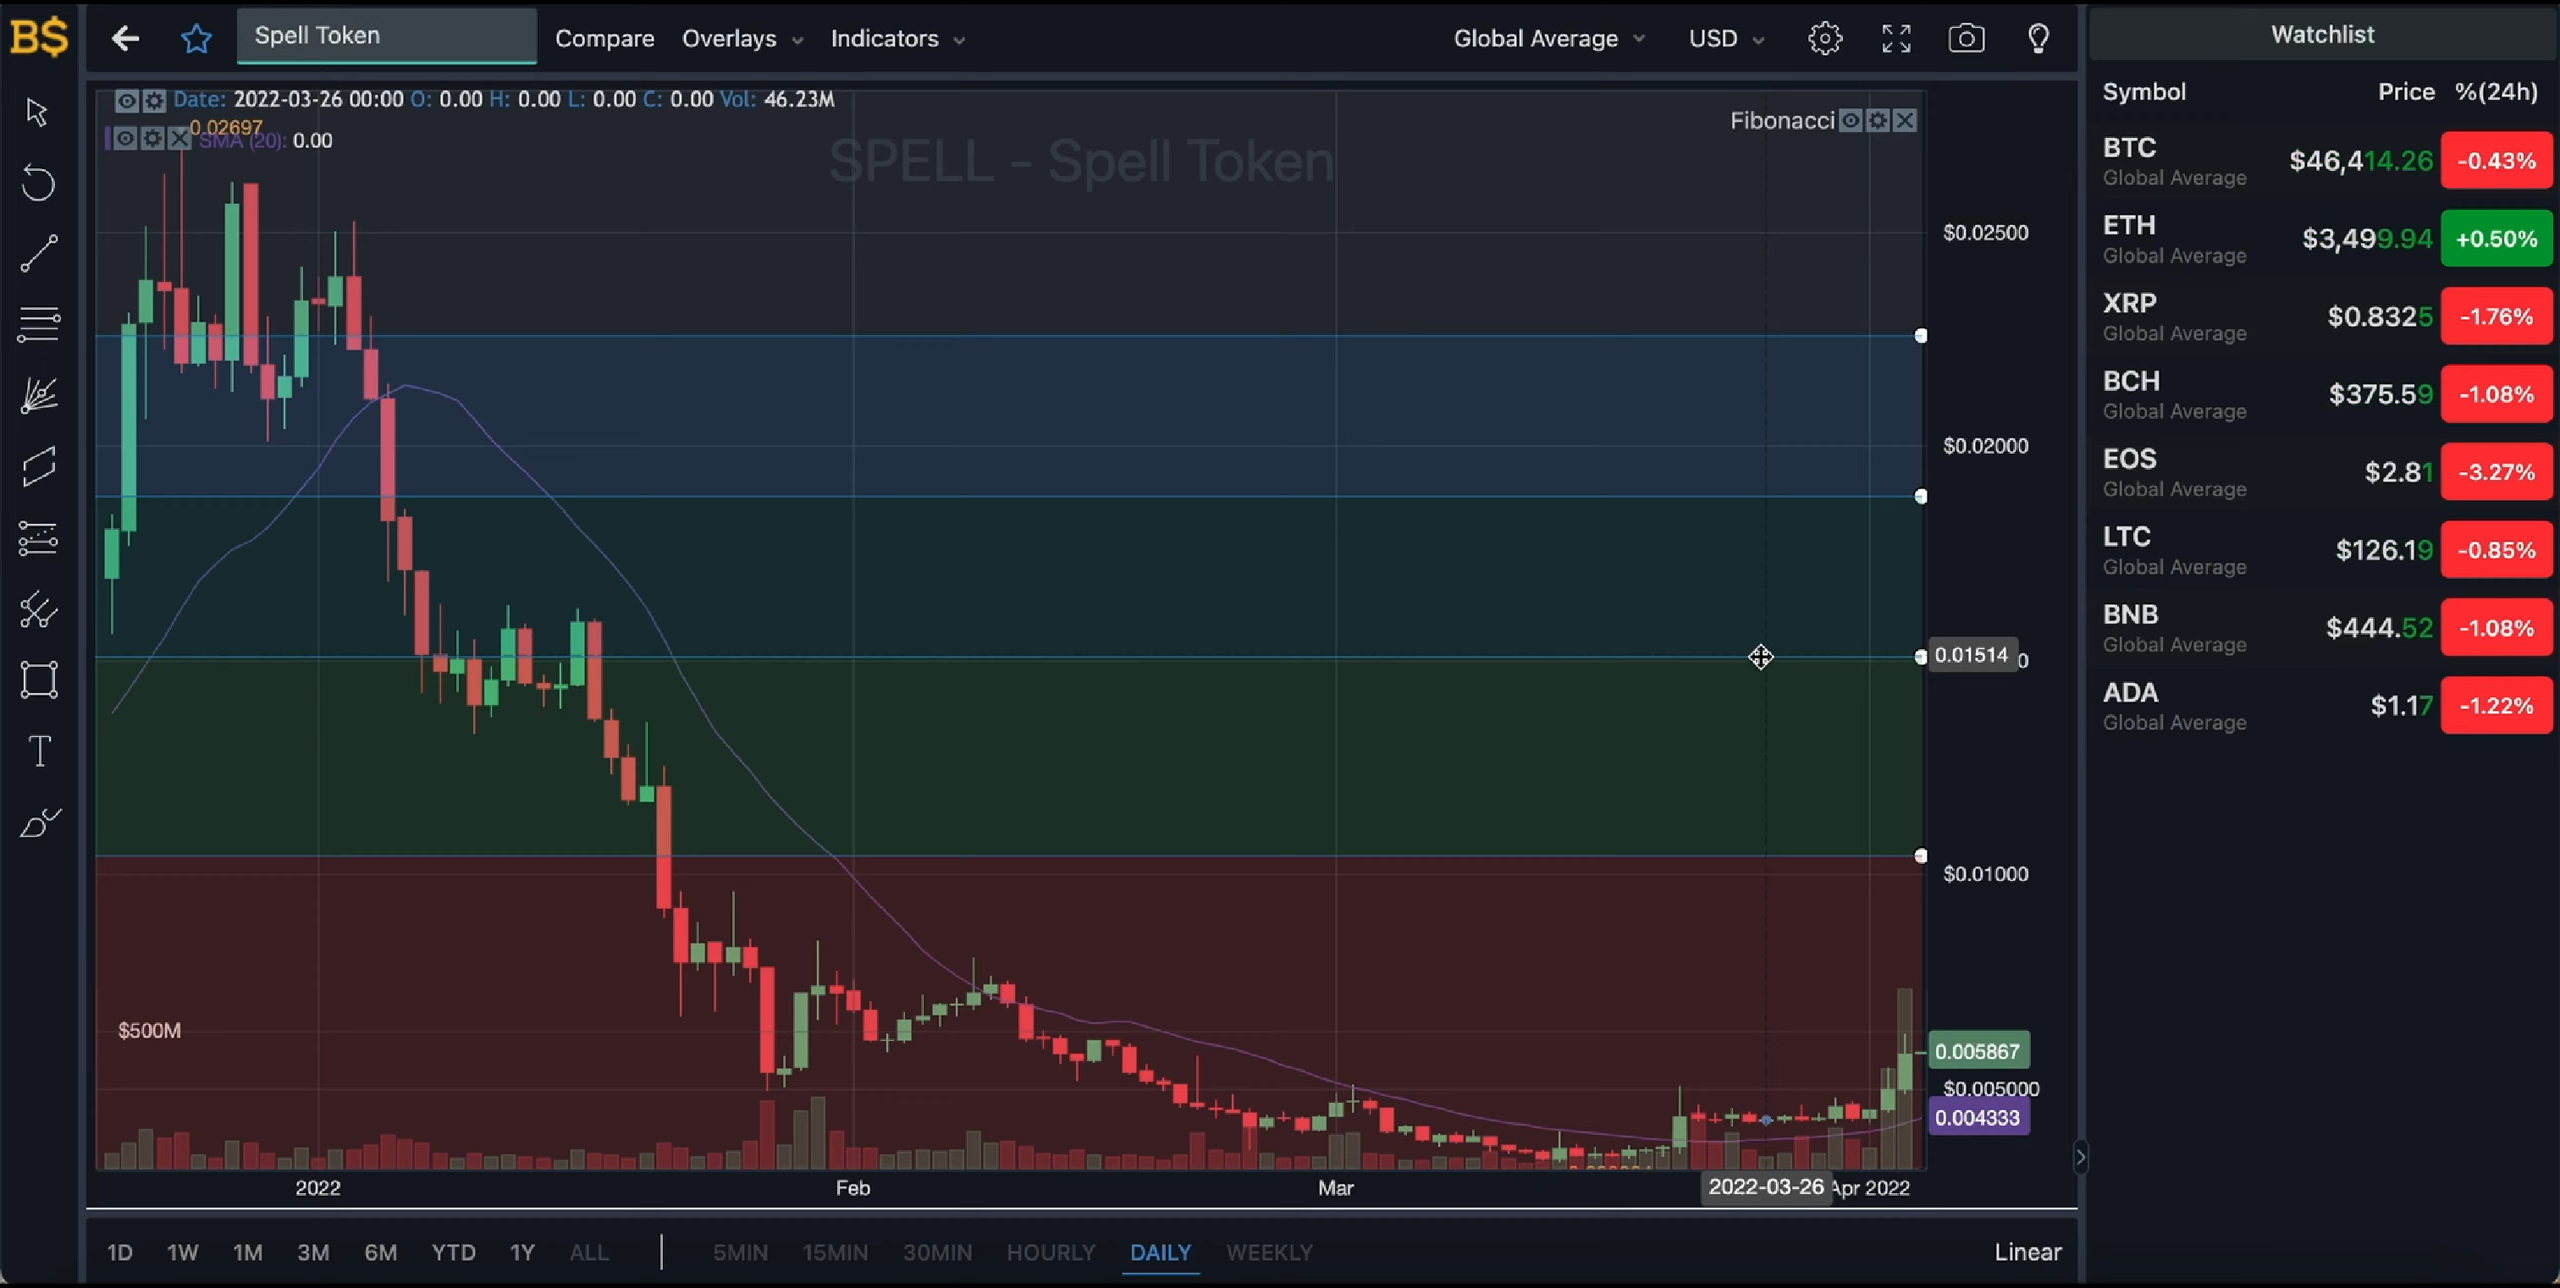 B$
Spell Token
Compare
Overlays
Indicators
Global Average
USD
Watchlist
Symbol Price %(24h)
Date: 2022-03-26 00:00 O: 0.00 H: 0.00 L: 0.00 C: 0.00 Vol: 46.23M
0.02697
SMA (20): 0.00
Fibonacci
SPELL - Spell Token
BTC $46,414.26 -0.43%
Global Average
ETH $3,499.94 +0.50%
Global Average
XRP $0.8325 -1.76%
Global Average
BCH $375.59 -1.08%
Global Average
EOS $2.81 -3.27%
Global Average
LTC $126.19 -0.85%
Global Average
BNB $444.52 -1.08%
Global Average
ADA $1.17 -1.22%
Global Average
$0.02500
$0.02000
0.01514
$0.01000
$500M
0.005867
$0.005000
0.004333
2022 Feb Mar 2022-03-26 Apr 2022
1D 1W 1M 3M 6M YTD 1Y ALL 5MIN 15MIN 30MIN HOURLY DAILY WEEKLY Linear
T